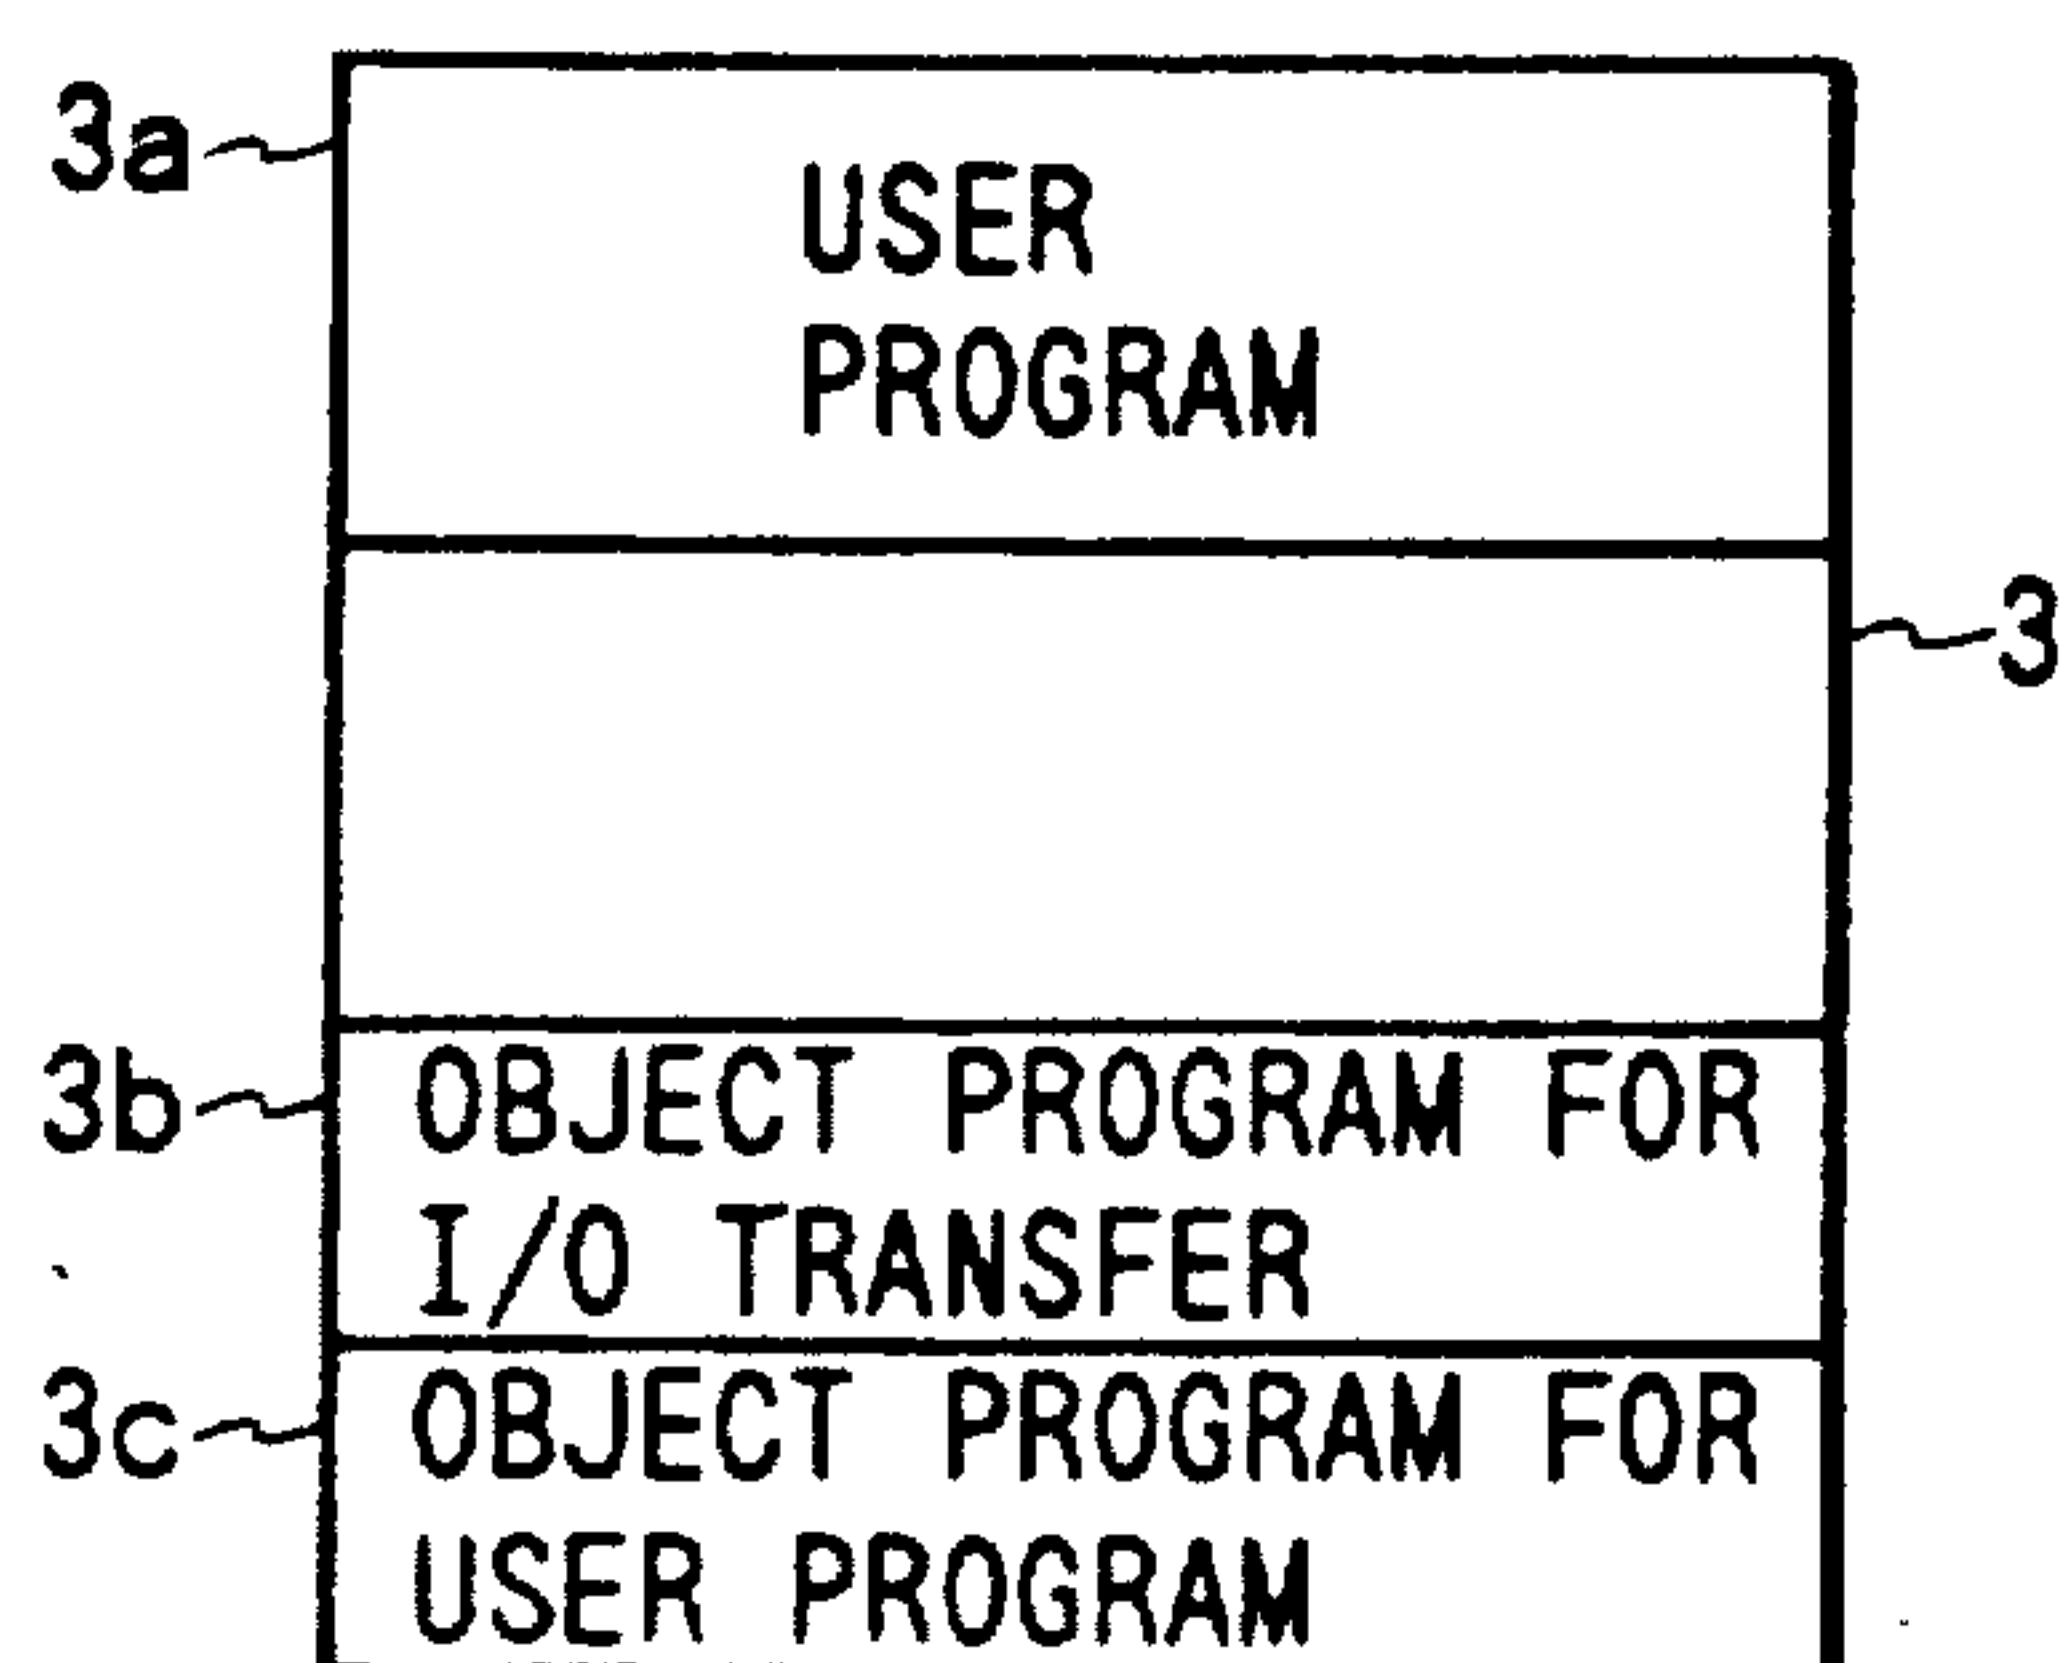 3a
USER
PROGRAM
3
3b
OBJECT PROGRAM FOR
I/O TRANSFER
3c
OBJECT PROGRAM FOR
USER PROGRAM